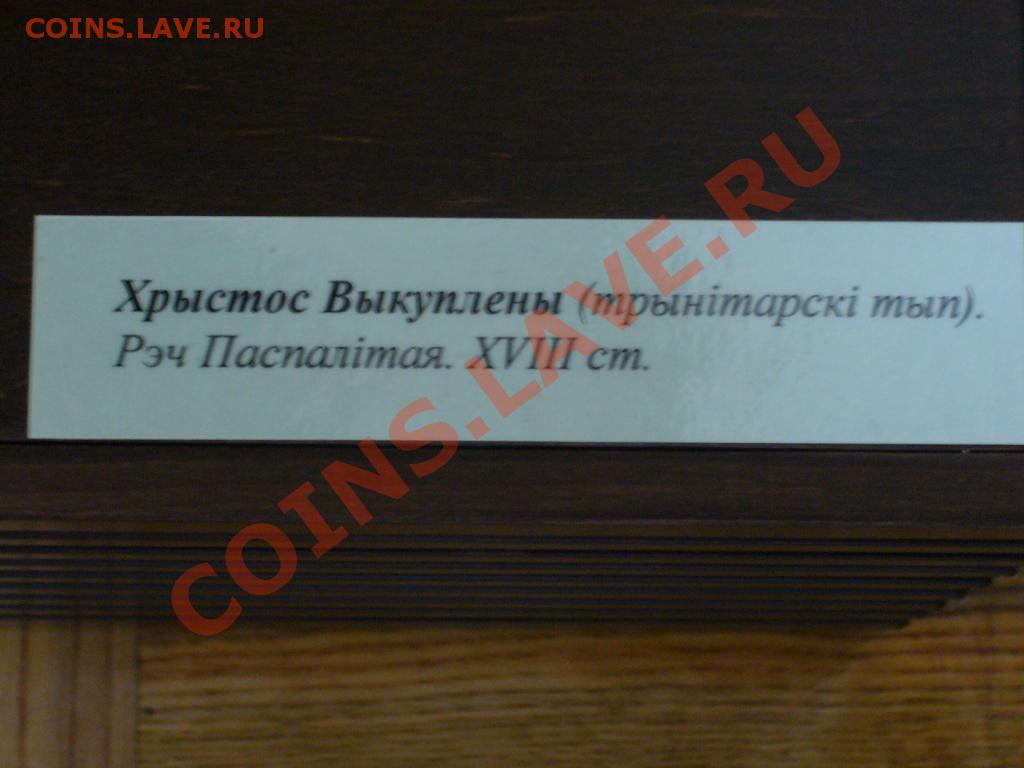 COINS.LAVE.RU
Хрыстос Выкуплены (трынітарскі тып).
Рэч Паспалітая. XVIII ст.
COINS.LAVE.RU